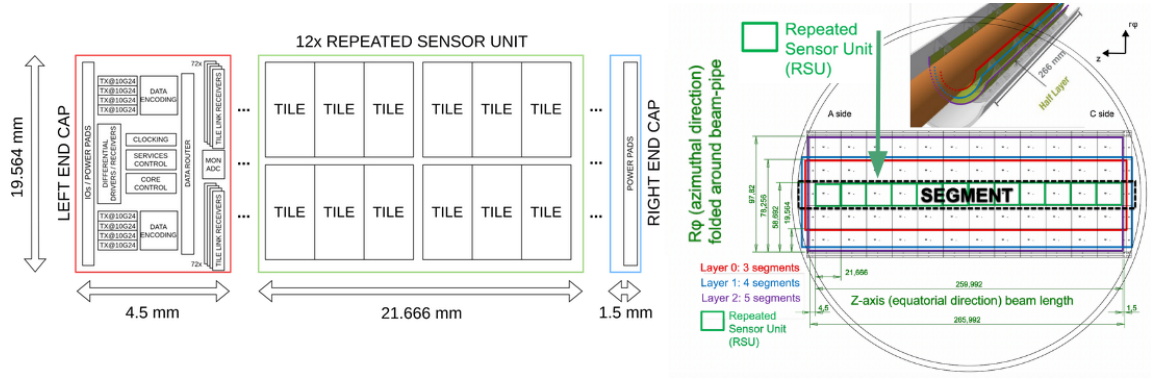 12x REPEATED SENSOR UNIT
19.564 mm
LEFT END CAP
IOs / POWER PADS
TX@10G24
TX@10G24
TX@10G24
TX@10G24
DATA
ENCODING
DIFFERENTIAL
DRIVERS / RECEIVERS
CLOCKING
SERVICES
CONTROL
CORE
CONTROL
TX@10G24
TX@10G24
TX@10G24
TX@10G24
DATA
ENCODING
DATA ROUTER
72x
TILE LINK RECEIVERS
MON
ADC
72x
TILE LINK RECEIVERS
...
TILE TILE TILE TILE TILE TILE
...
...
TILE TILE TILE TILE TILE TILE
...
POWER PADS
RIGHT END CAP
4.5 mm
21.666 mm
1.5 mm
Repeated
Sensor Unit
(RSU)
rφ
z
266 mm
Half Layer
A side
C side
Rφ (azimuthal direction)
folded around beam-pipe
97,82
78,256
58,692
19,564
SEGMENT
Layer 0: 3 segments
Layer 1: 4 segments
Layer 2: 5 segments
Repeated
Sensor Unit
(RSU)
21,666
259,992
Z-axis (equatorial direction) beam length
4,5
1,5
265,992